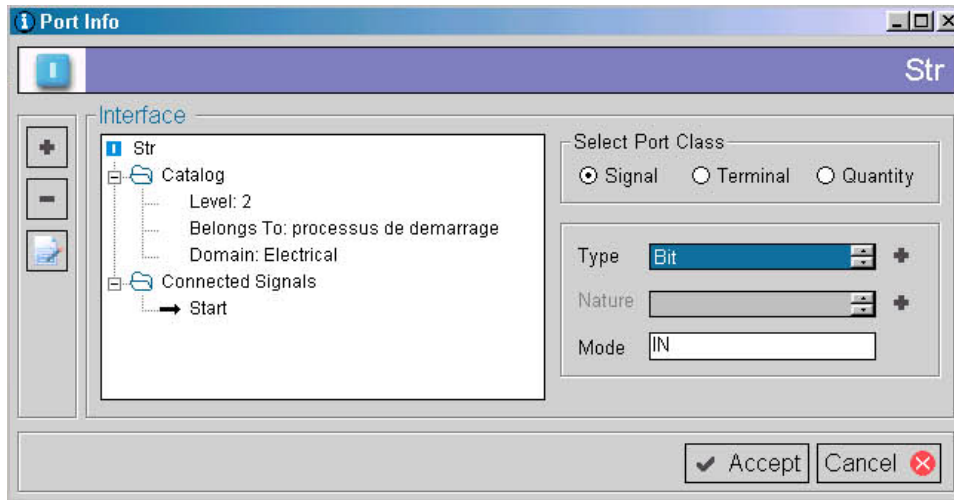 Port Info
Str
Interface
Str
Catalog
Level: 2
Belongs To: processus de demarrage
Domain: Electrical
Connected Signals
Start
Select Port Class
Signal Terminal Quantity
Type Bit
Nature
Mode IN
Accept Cancel